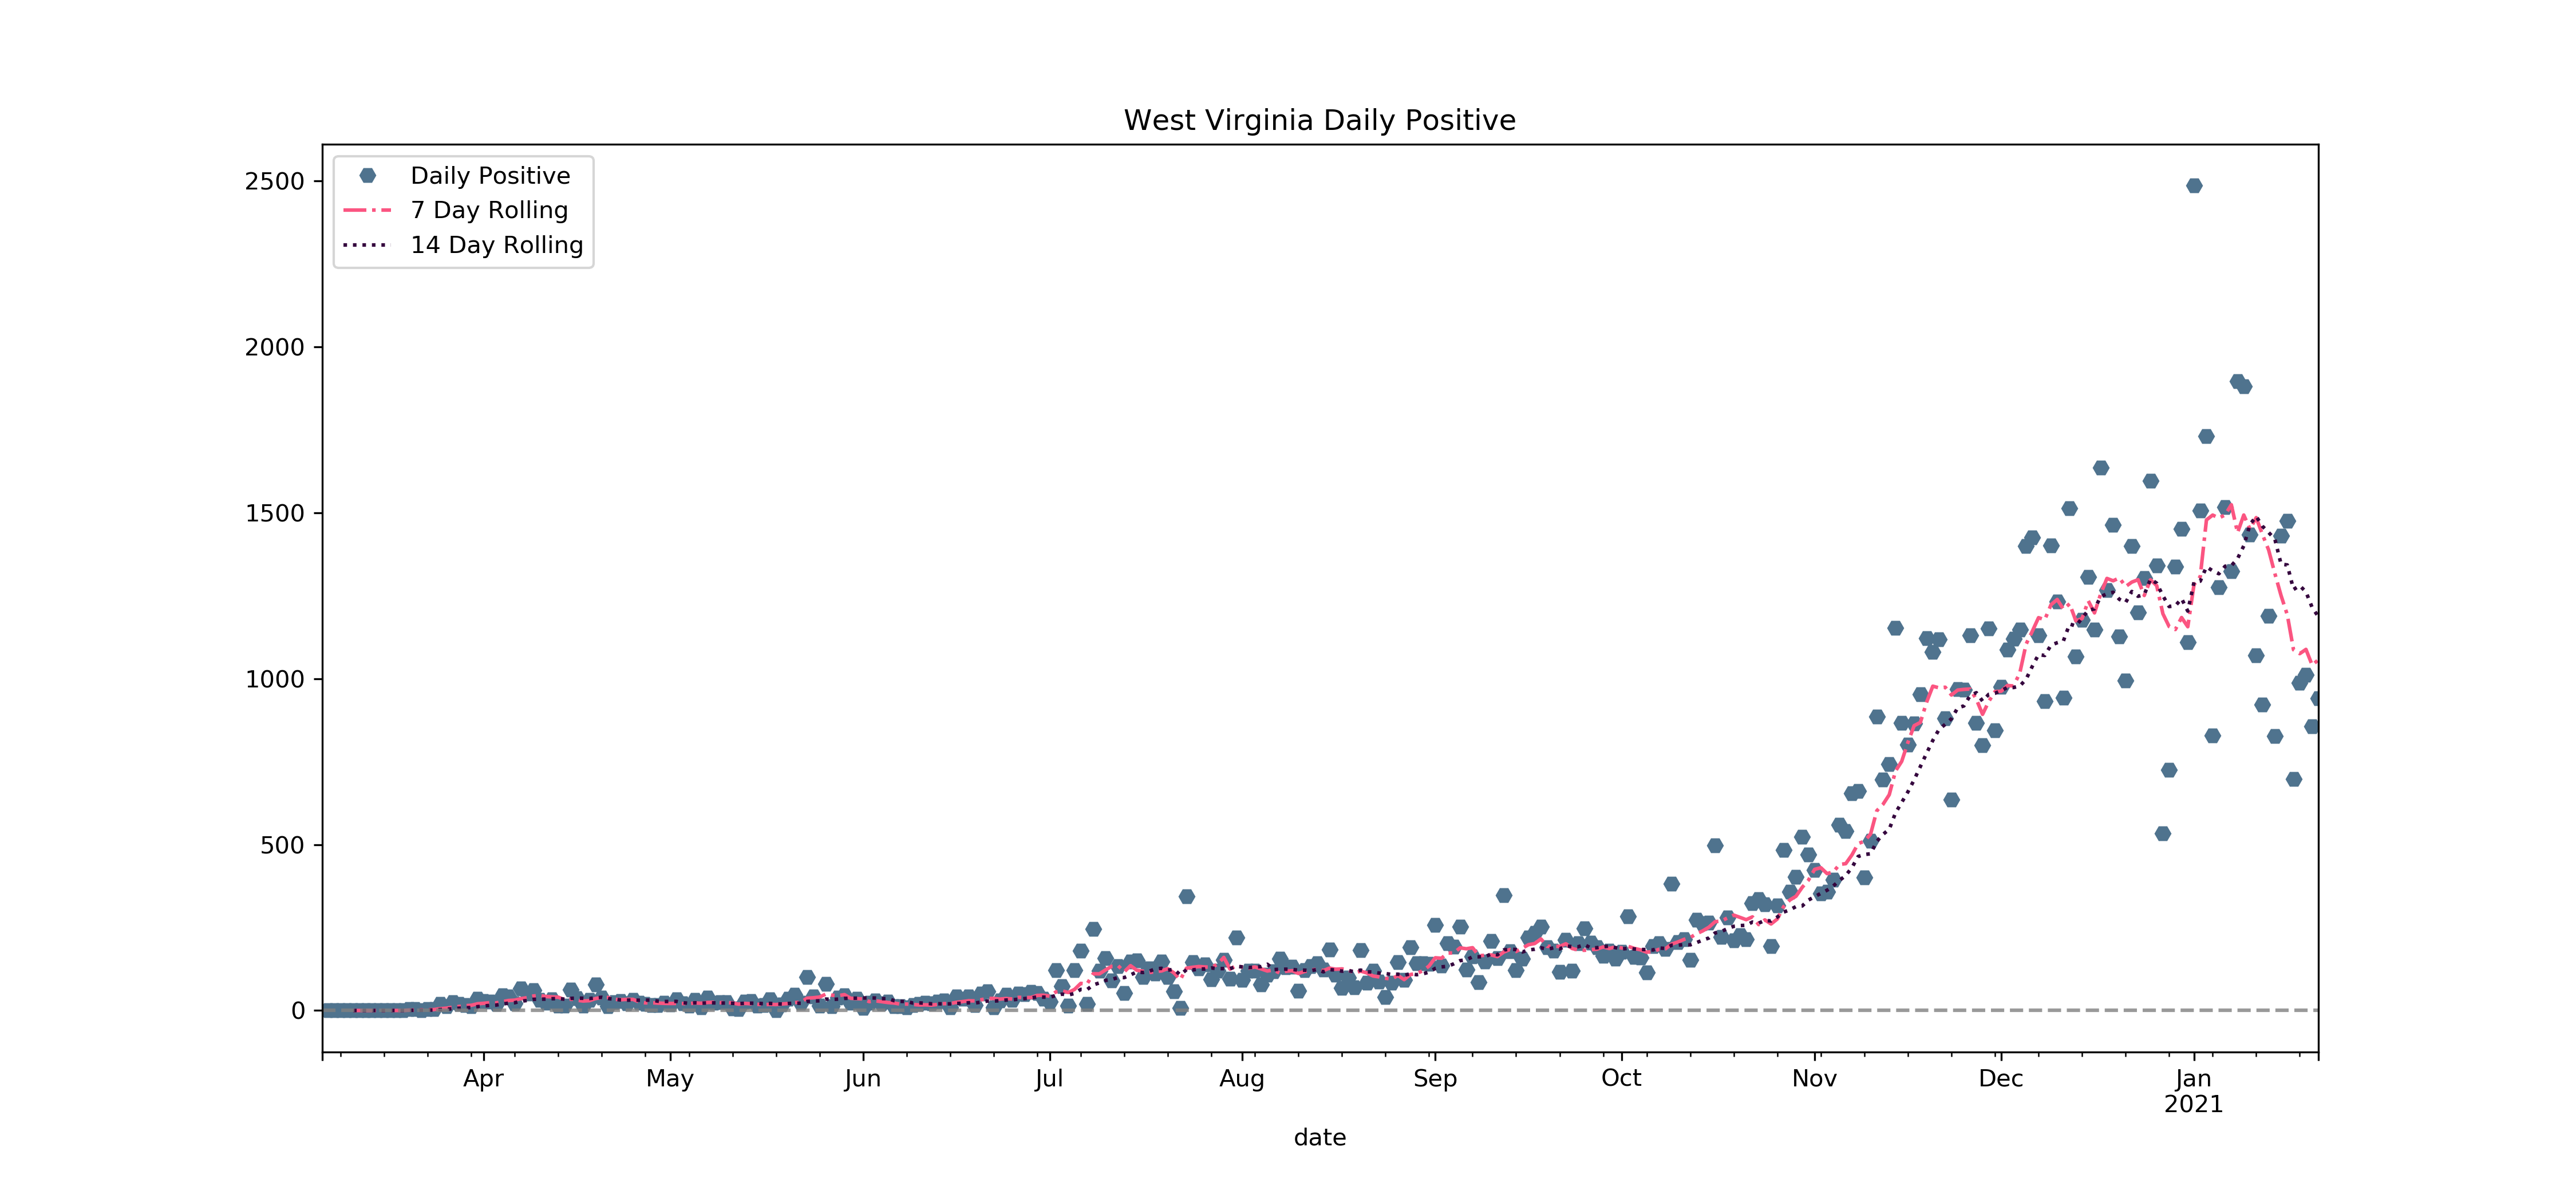 West Virginia Daily Positive
Daily Positive
7 Day Rolling
14 Day Rolling
2500
2000
1500
1000
500
0
Apr May Jun Jul Aug Sep Oct Nov Dec Jan
2021
date